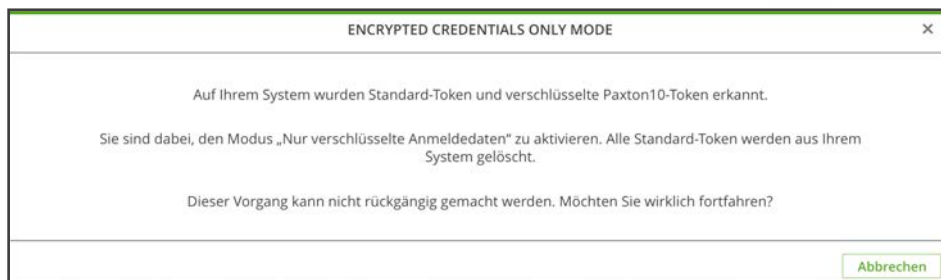 ENCRYPTED CREDENTIALS ONLY MODE
Auf Ihrem System wurden Standard-Token und verschlüsselte Paxton10-Token erkannt.
Sie sind dabei, den Modus „Nur verschlüsselte Anmeldedaten“ zu aktivieren. Alle Standard-Token werden aus Ihrem
System gelöscht.
Dieser Vorgang kann nicht rückgängig gemacht werden. Möchten Sie wirklich fortfahren?
Abbrechen